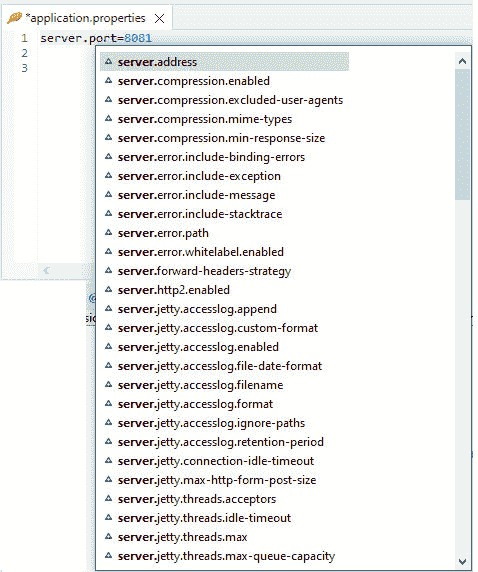 *application.properties
1 server.port=8081
2
3
server.address
server.compression.enabled
server.compression.excluded-user-agents
server.compression.mime-types
server.compression.min-response-size
server.error.include-binding-errors
server.error.include-exception
server.error.include-message
server.error.include-stacktrace
server.error.path
server.error.whitelabel.enabled
server.forward-headers-strategy
server.http2.enabled
server.jetty.accesslog.append
server.jetty.accesslog.custom-format
server.jetty.accesslog.enabled
server.jetty.accesslog.file-date-format
server.jetty.accesslog.filename
server.jetty.accesslog.format
server.jetty.accesslog.ignore-paths
server.jetty.accesslog.retention-period
server.jetty.connection-idle-timeout
server.jetty.max-http-form-post-size
server.jetty.threads.acceptors
server.jetty.threads.idle-timeout
server.jetty.threads.max
server.jetty.threads.max-queue-capacity